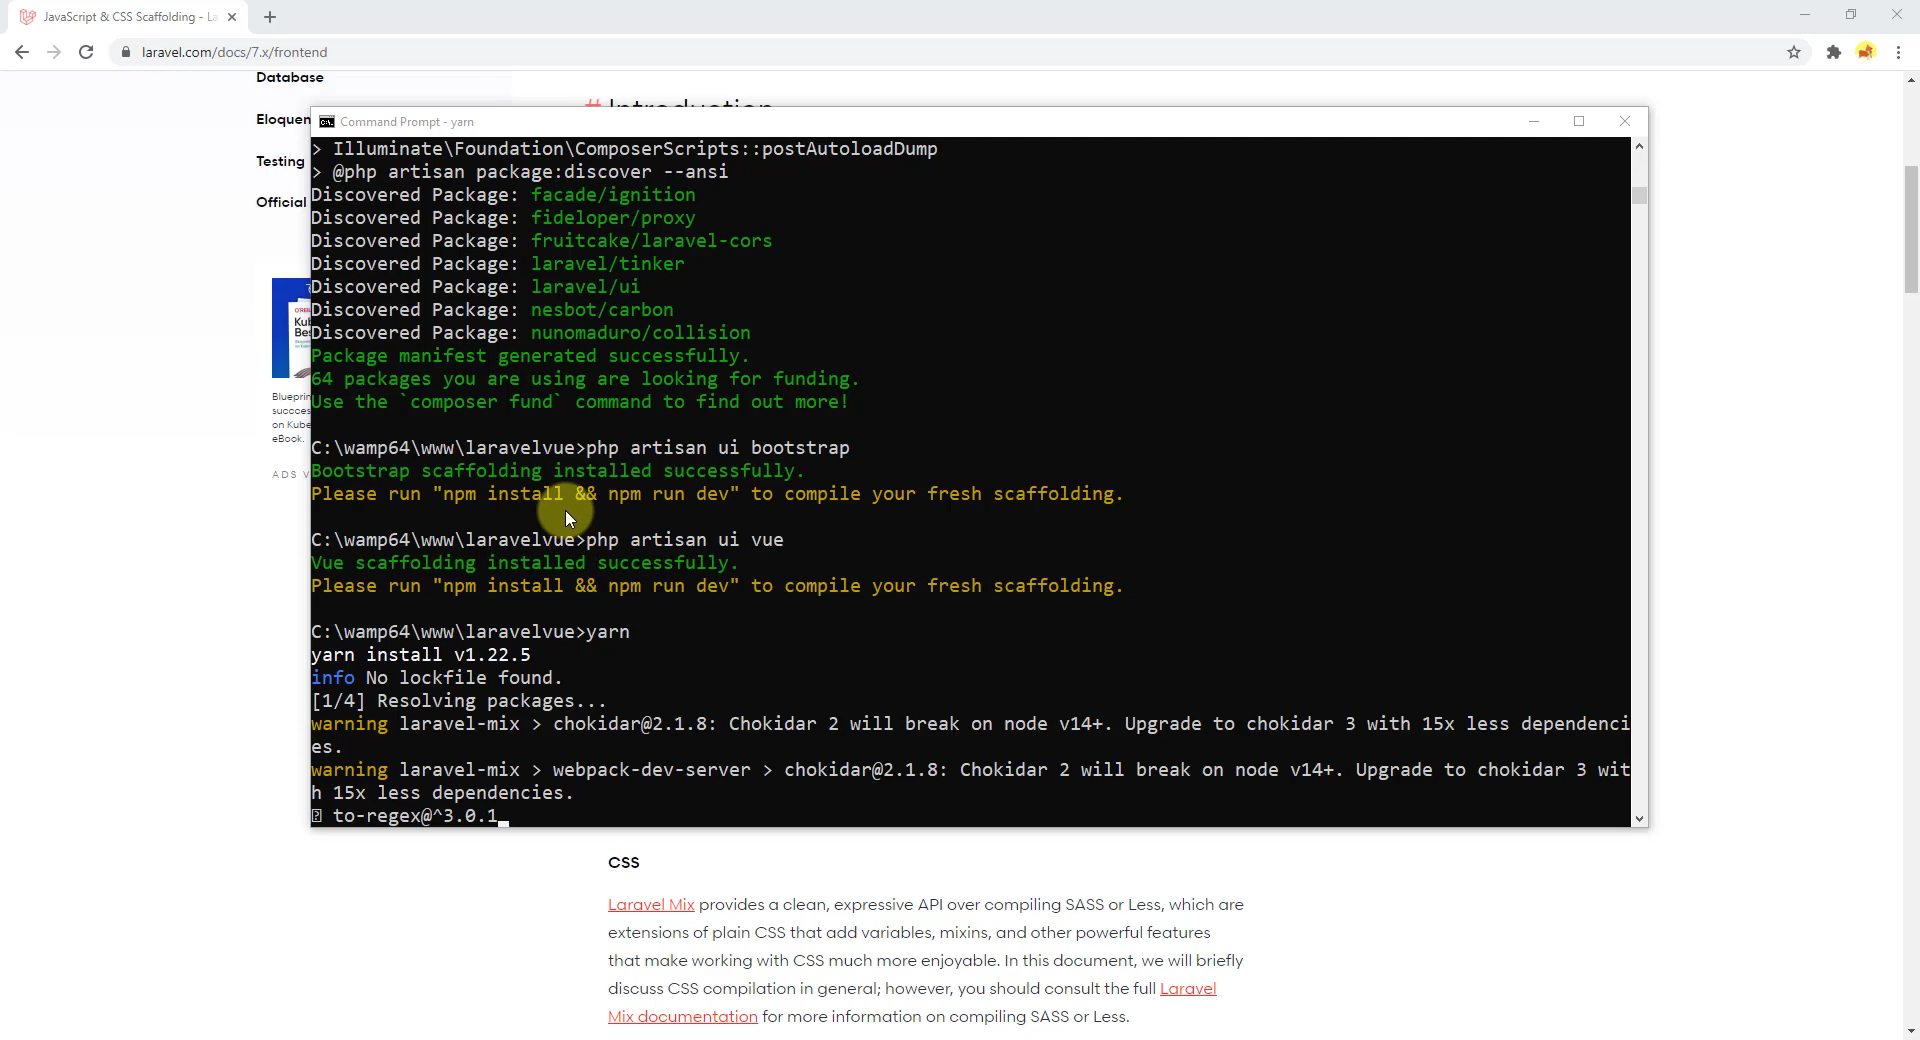 JavaScript & CSS Scaffolding - La
laravel.com/docs/7.x/frontend
Database
# Introduction
Eloquen
Testing
Official
Command Prompt - yarn
> Illuminate\Foundation\ComposerScripts::postAutoloadDump
> @php artisan package:discover --ansi
Discovered Package: facade/ignition
Discovered Package: fideloper/proxy
Discovered Package: fruitcake/laravel-cors
Discovered Package: laravel/tinker
Discovered Package: laravel/ui
Discovered Package: nesbot/carbon
Discovered Package: nunomaduro/collision
Package manifest generated successfully.
64 packages you are using are looking for funding.
Use the `composer fund` command to find out more!
C:\wamp64\www\laravelvue>php artisan ui bootstrap
Bootstrap scaffolding installed successfully.
Please run "npm install && npm run dev" to compile your fresh scaffolding.
C:\wamp64\www\laravelvue>php artisan ui vue
Vue scaffolding installed successfully.
Please run "npm install && npm run dev" to compile your fresh scaffolding.
C:\wamp64\www\laravelvue>yarn
yarn install v1.22.5
info No lockfile found.
[1/4] Resolving packages...
warning laravel-mix > chokidar@2.1.8: Chokidar 2 will break on node v14+. Upgrade to chokidar 3 with 15x less dependenci
es.
warning laravel-mix > webpack-dev-server > chokidar@2.1.8: Chokidar 2 will break on node v14+. Upgrade to chokidar 3 wit
h 15x less dependencies.
to-regex@^3.0.1
O'REIL
Kub
Bes
Blueprin
succes
on Kube
eBook.
ADS V
CSS
Laravel Mix provides a clean, expressive API over compiling SASS or Less, which are
extensions of plain CSS that add variables, mixins, and other powerful features
that make working with CSS much more enjoyable. In this document, we will briefly
discuss CSS compilation in general; however, you should consult the full Laravel
Mix documentation for more information on compiling SASS or Less.